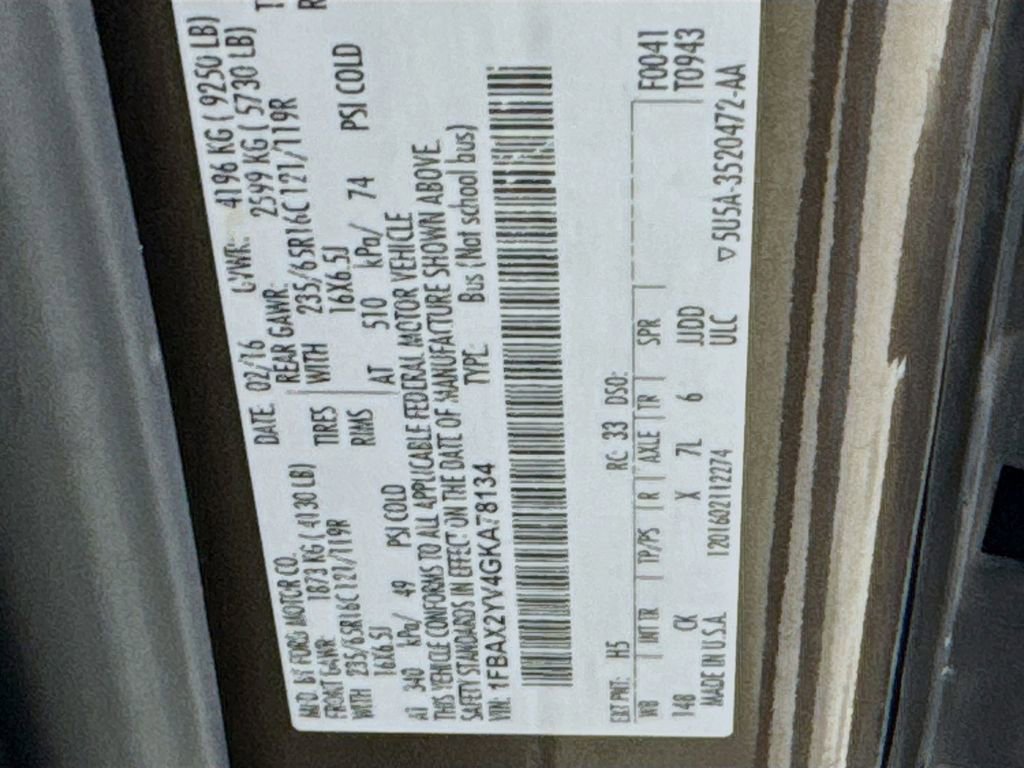 MFD. BY FORD MOTOR CO. DATE: 02/16 GVWR: 4196 KG ( 9250 LB)
FRONT GAWR: 1873 KG ( 4130 LB) REAR GAWR: 2599 KG ( 5730 LB)
WITH 235/65R16C 121/119R TIRES WITH 235/65R16C 121/119R
16X6.5J RIMS 16X6.5J
AT 340 kPa/ 49 PSI COLD AT 510 kPa/ 74 PSI COLD
THIS VEHICLE CONFORMS TO ALL APPLICABLE FEDERAL MOTOR VEHICLE
SAFETY STANDARDS IN EFFECT ON THE DATE OF MANUFACTURE SHOWN ABOVE.
VIN: 1FBAX2YV4GKA78134 TYPE: Bus (Not school bus)
EXT PNT: H5 RC: 33 DSO:
WB INT TR TP/PS R AXLE TR SPR F0041
148 CK X 7L 6 JJDD T0943
MADE IN U.S.A. 1201602112274 ULC ▽5U5A-3520472-AA